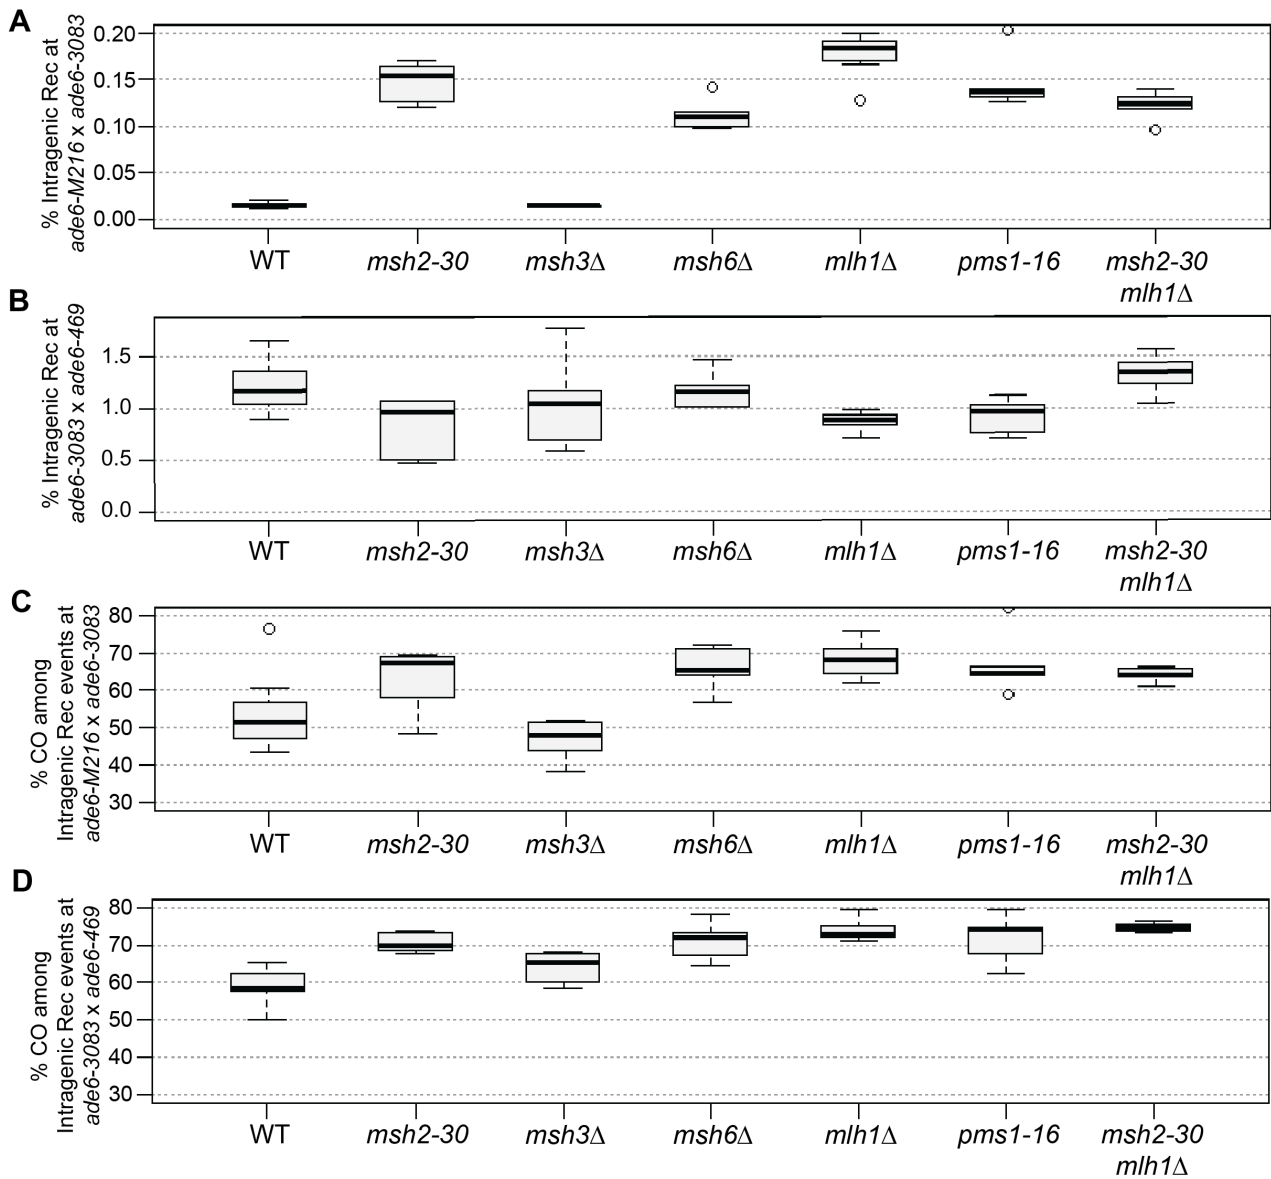 A
% Intragenic Rec at
ade6-M216 x ade6-3083
0.20
0.15
0.10
0.05
0.00
WT
msh2-30
msh3Δ
msh6Δ
mlh1Δ
pms1-16
msh2-30
mlh1Δ
B
% Intragenic Rec at
ade6-3083 x ade6-469
1.5
1.0
0.5
0.0
WT
msh2-30
msh3Δ
msh6Δ
mlh1Δ
pms1-16
msh2-30
mlh1Δ
C
% CO among
Intragenic Rec events at
ade6-M216 x ade6-3083
80
70
60
50
40
30
WT
msh2-30
msh3Δ
msh6Δ
mlh1Δ
pms1-16
msh2-30
mlh1Δ
D
% CO among
Intragenic Rec events at
ade6-3083 x ade6-469
80
70
60
50
40
30
WT
msh2-30
msh3Δ
msh6Δ
mlh1Δ
pms1-16
msh2-30
mlh1Δ